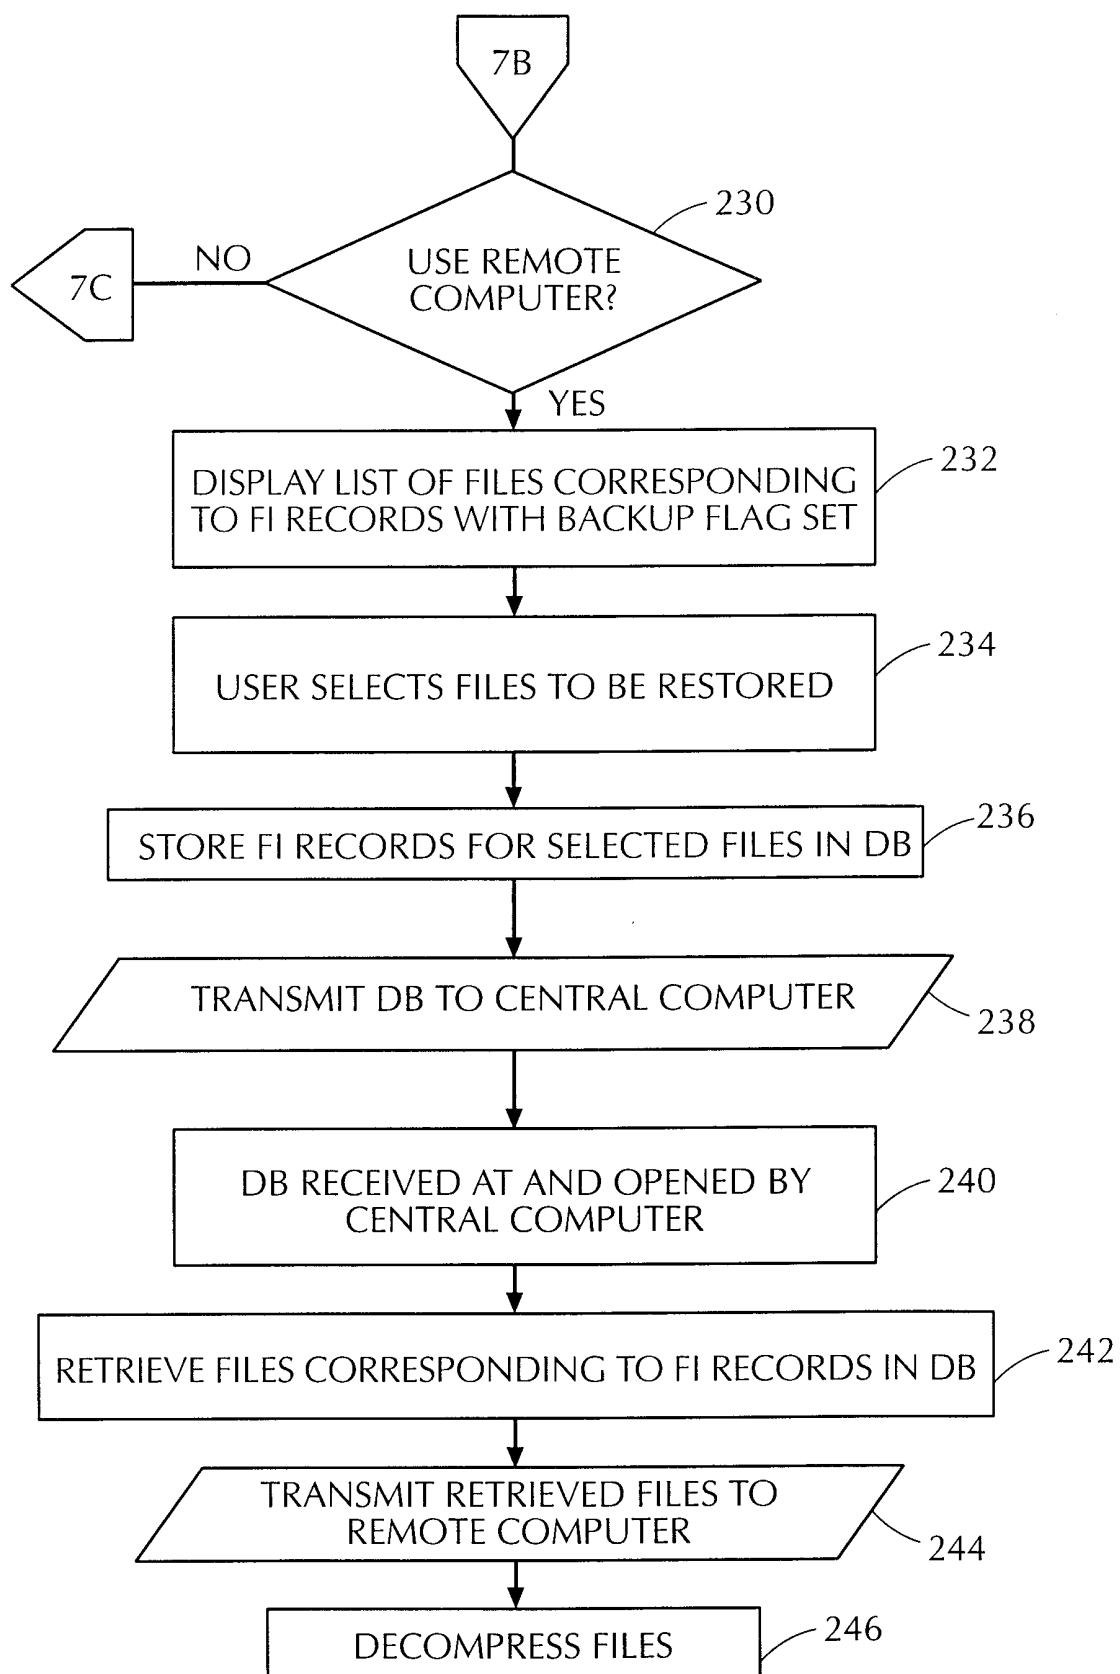 7B
230
USE REMOTE
COMPUTER?
NO
7C
YES
232
DISPLAY LIST OF FILES CORRESPONDING
TO FI RECORDS WITH BACKUP FLAG SET
234
USER SELECTS FILES TO BE RESTORED
236
STORE FI RECORDS FOR SELECTED FILES IN DB
TRANSMIT DB TO CENTRAL COMPUTER
238
DB RECEIVED AT AND OPENED BY
CENTRAL COMPUTER
240
RETRIEVE FILES CORRESPONDING TO FI RECORDS IN DB
242
TRANSMIT RETRIEVED FILES TO
REMOTE COMPUTER
244
DECOMPRESS FILES
246